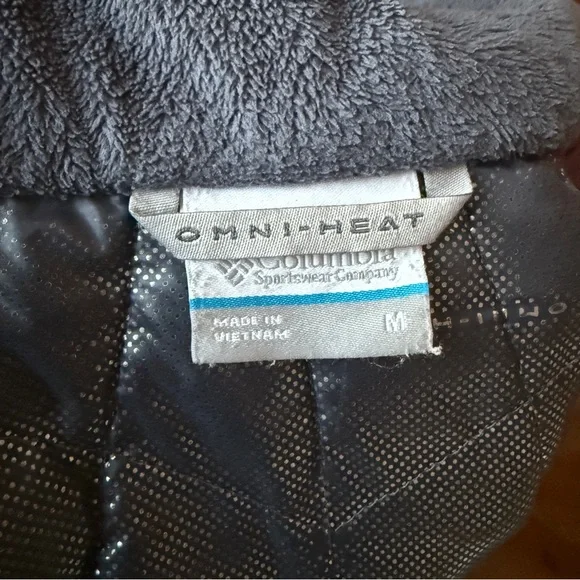 OMNI-HEAT
Columbia
Sportswear Company
MADE IN
VIETNAM
M